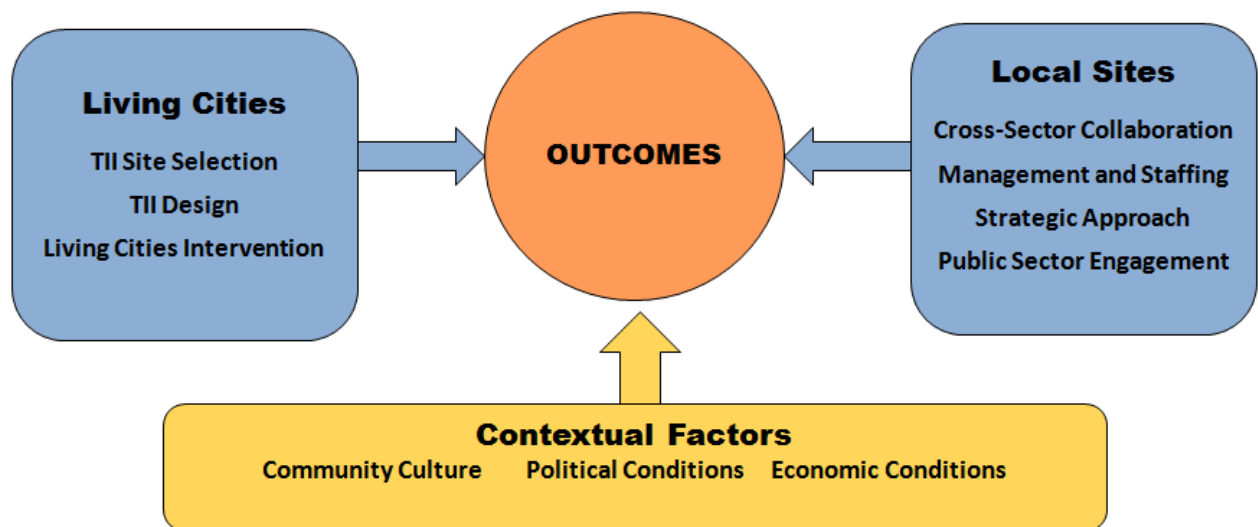 Living Cities
TII Site Selection
TII Design
Living Cities Intervention
OUTCOMES
Local Sites
Cross-Sector Collaboration
Management and Staffing
Strategic Approach
Public Sector Engagement
Contextual Factors
Community Culture Political Conditions Economic Conditions